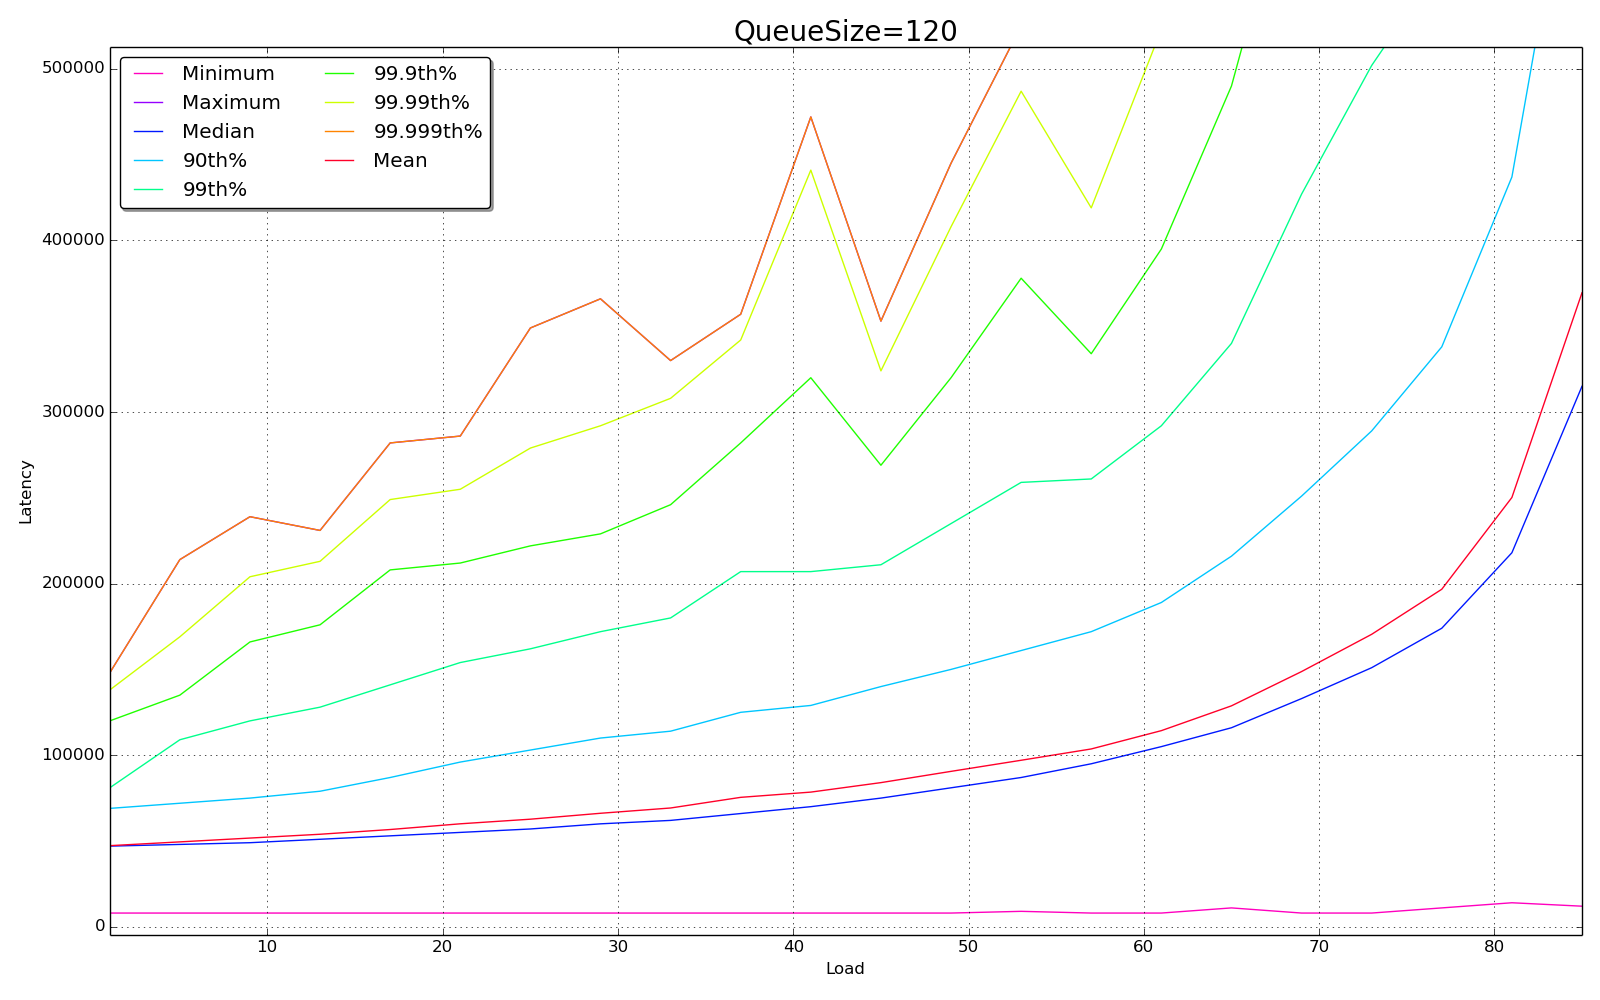 QueueSize=120
Minimum
Maximum
Median
90th%
99th%
99.9th%
99.99th%
99.999th%
Mean
500000
400000
300000
200000
100000
0
Latency
10 20 30 40 50 60 70 80
Load